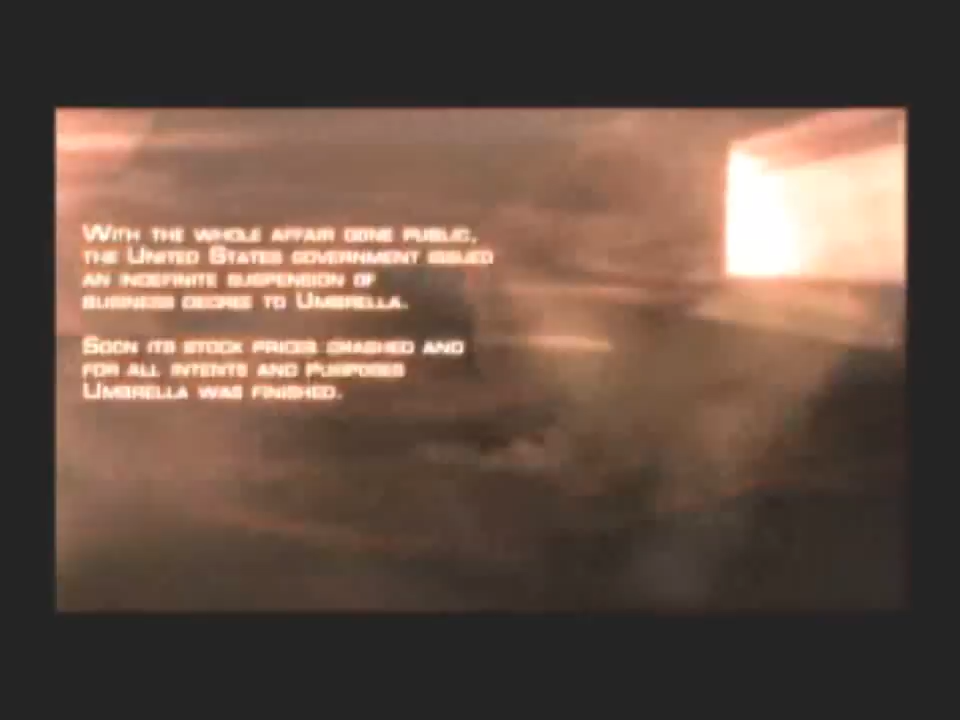 With the whole affair gone public,
the United States government issued
an indefinite suspension of
business decree to Umbrella.
Soon its stock prices crashed and
for all intents and purposes
Umbrella was finished.